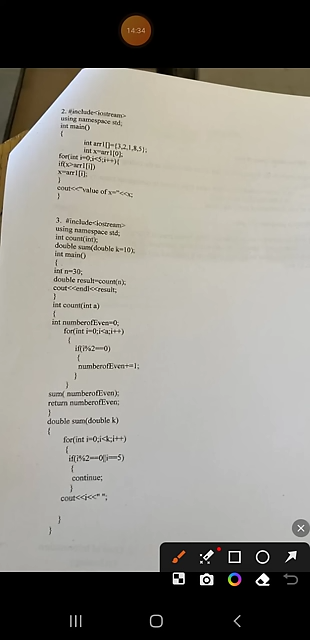 14:34
2. #include<iostream>
using namespace std;
int main()
{
int arr1[]={3,2,1,8,5};
int x=arr1[0];
for(int i=0;i<5;i++){
if(x>arr1[i])
x=arr1[i];
}
cout<<"value of x="<<x;
}
3. #include<iostream>
using namespace std;
int count(int);
double sum(double k=10);
int main()
{
int n=30;
double result=count(n);
cout<<endl<<result;
}
int count(int a)
{
int numberofEven=0;
for(int i=0;i<a;i++)
{
if(i%2==0)
{
numberofEven+=1;
}
}
sum( numberofEven);
return numberofEven;
}
double sum(double k)
{
for(int i=0;i<k;i++)
{
if(i%2==0||i==5)
{
continue;
}
cout<<i<<" ";
}
}